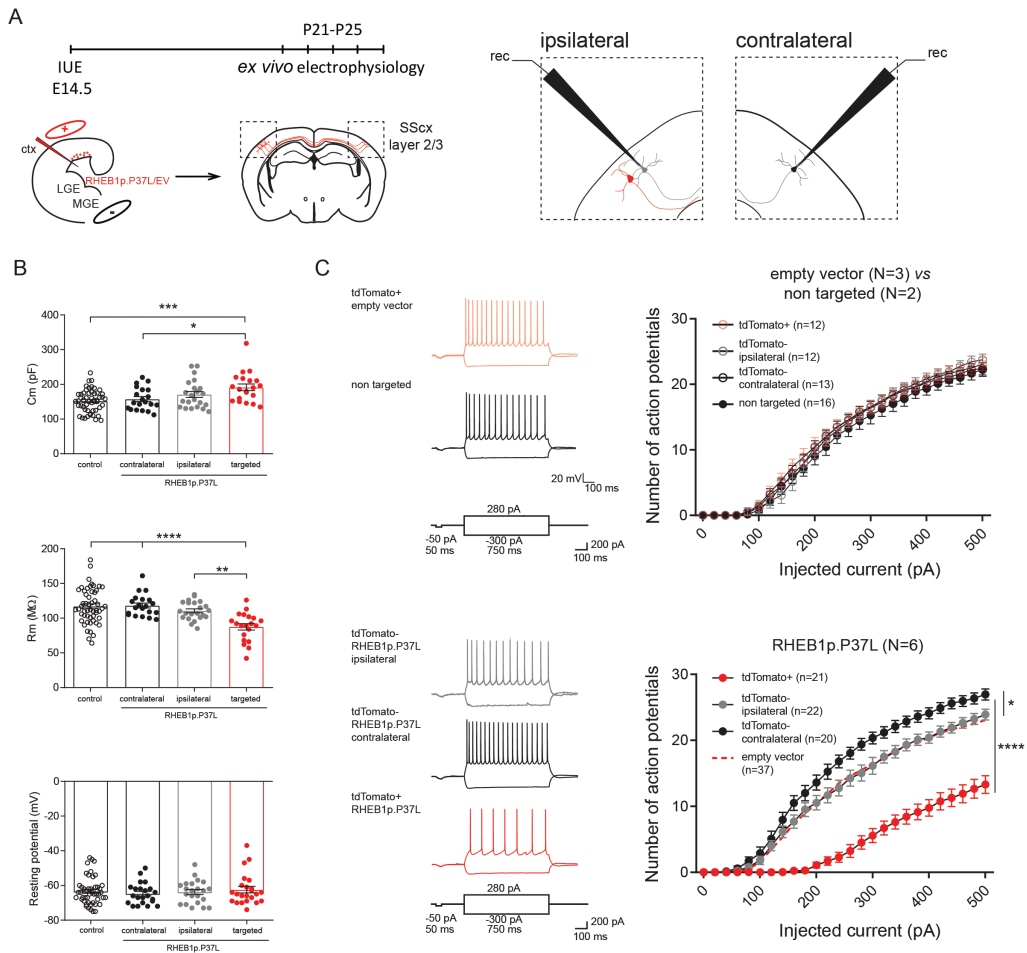 A
P21-P25
IUE
E14.5
ex vivo electrophysiology
+
ctx
RHEB1p.P37L/EV
LGE
MGE
-
SScx
layer 2/3
ipsilateral
contralateral
rec
rec
B
400
300
200
100
0
Cm (pF)
***
*
control
contralateral
ipsilateral
targeted
RHEB1p.P37L
200
150
100
50
0
Rm (MΩ)
****
**
control
contralateral
ipsilateral
targeted
RHEB1p.P37L
0
-20
-40
-60
-80
Resting potential (mV)
control
contralateral
ipsilateral
targeted
RHEB1p.P37L
C
tdTomato+
empty vector
non targeted
20 mV
100 ms
280 pA
-50 pA
50 ms
-300 pA
750 ms
200 pA
100 ms
empty vector (N=3) vs
non targeted (N=2)
30
20
10
0
Number of action potentials
tdTomato+ (n=12)
tdTomato-
ipsilateral (n=12)
tdTomato-
contralateral (n=13)
non targeted (n=16)
0
100
200
300
400
500
Injected current (pA)
tdTomato-
RHEB1p.P37L
ipsilateral
tdTomato-
RHEB1p.P37L
contralateral
tdTomato+
RHEB1p.P37L
280 pA
-50 pA
50 ms
-300 pA
750 ms
200 pA
100 ms
RHEB1p.P37L (N=6)
30
20
10
0
Number of action potentials
tdTomato+ (n=21)
tdTomato-
ipsilateral (n=22)
tdTomato-
contralateral (n=20)
empty vector
(n=37)
*
****
0
100
200
300
400
500
Injected current (pA)